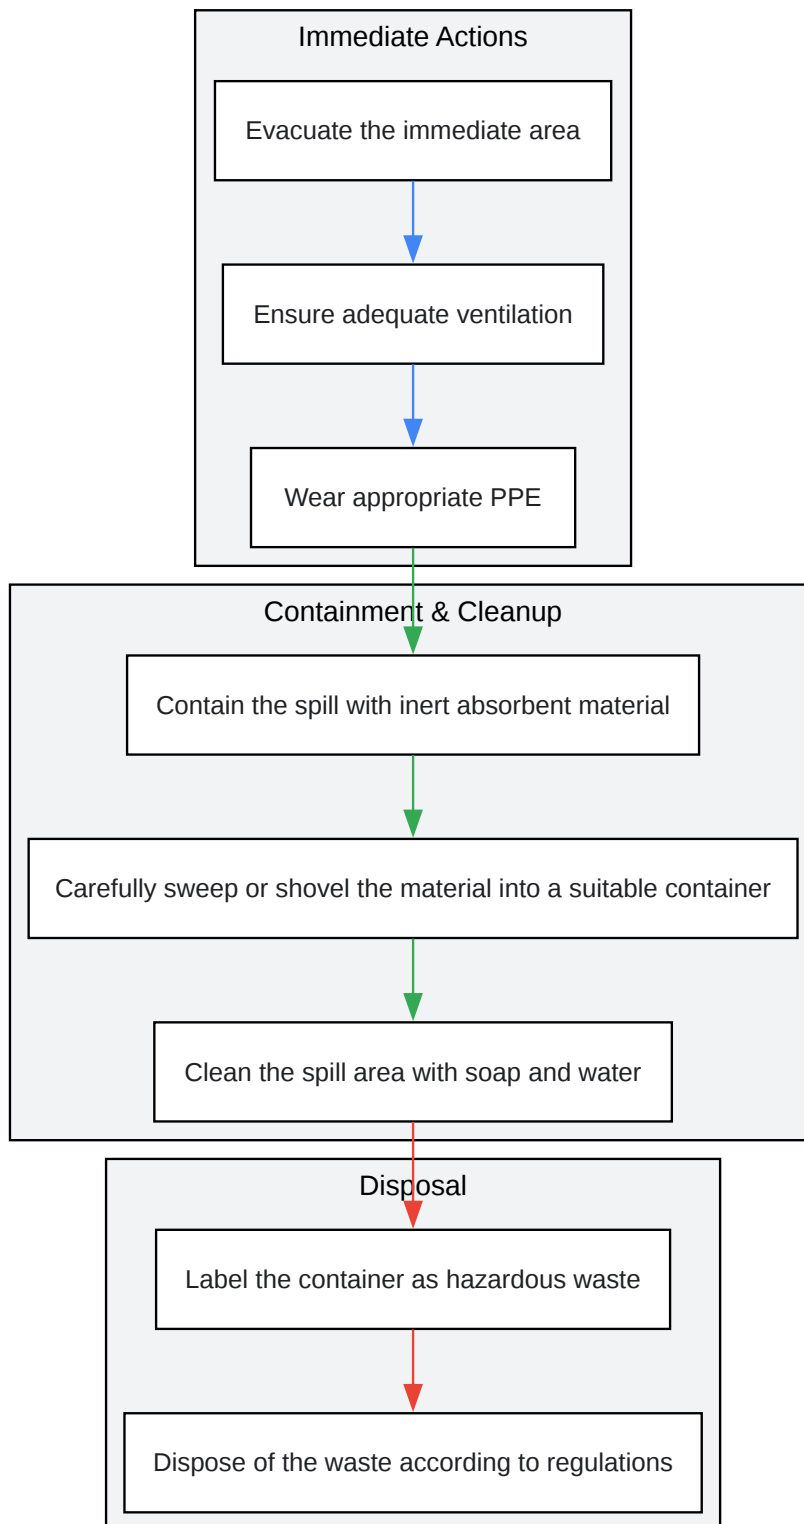 Immediate Actions
Evacuate the immediate area
Ensure adequate ventilation
Wear appropriate PPE
Containment & Cleanup
Contain the spill with inert absorbent material
Carefully sweep or shovel the material into a suitable container
Clean the spill area with soap and water
Disposal
Label the container as hazardous waste
Dispose of the waste according to regulations